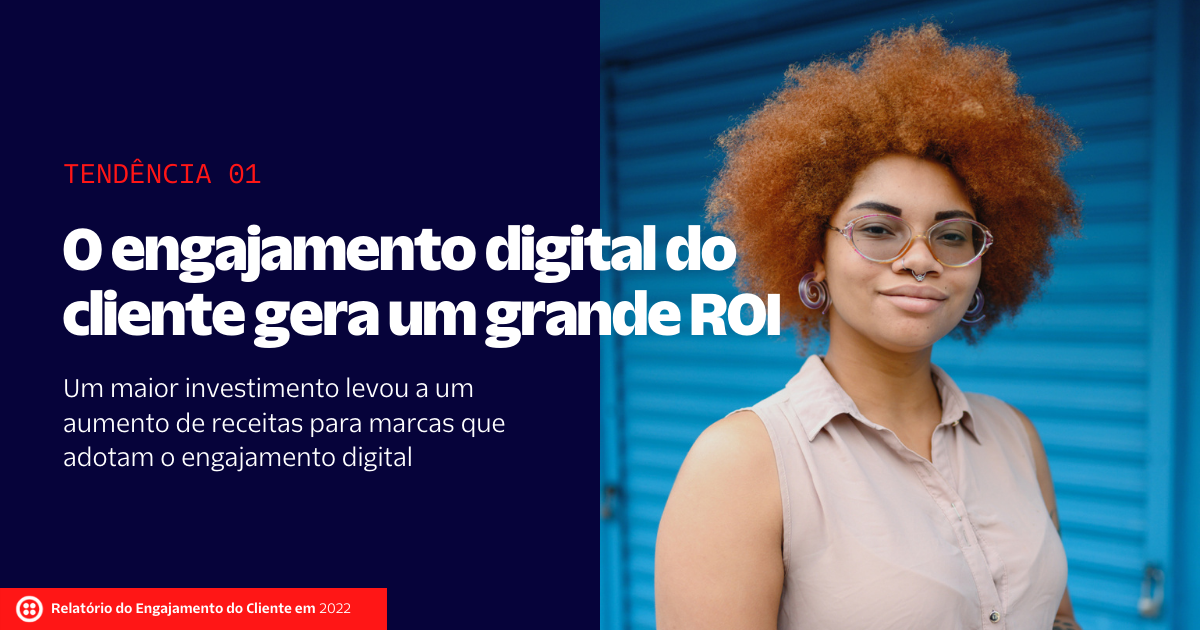 TENDÊNCIA 01
O engajamento digital do
cliente gera um grande ROI
Um maior investimento levou a um
aumento de receitas para marcas que
adotam o engajamento digital
Relatório do Engajamento do Cliente em 2022